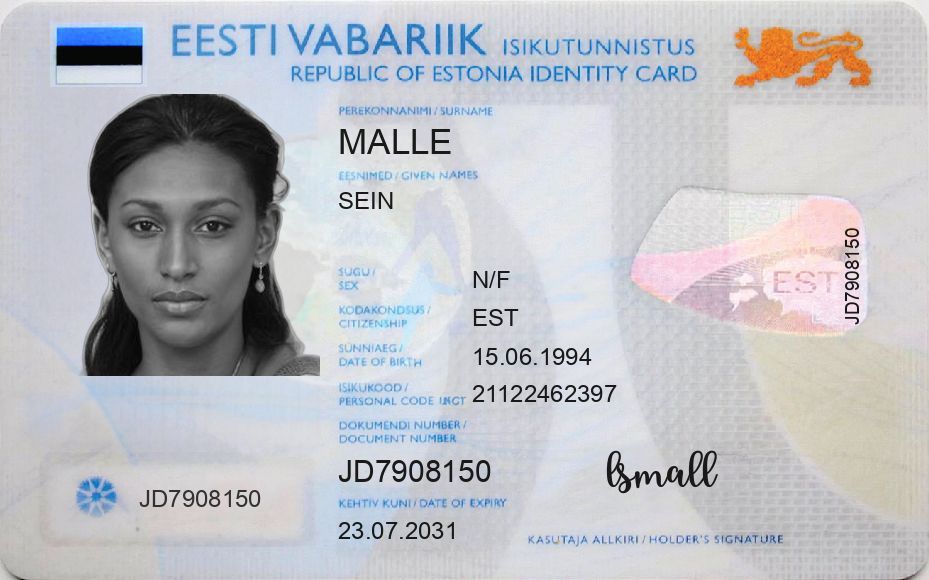 EESTI VABARIIK ISIKUTUNNISTUS
REPUBLIC OF ESTONIA IDENTITY CARD
PEREKONNANIMI / SURNAME
MALLE
EESNIMED / GIVEN NAMES
SEIN
SUGU /
SEX
N/F
KODAKONDSUS /
CITIZENSHIP
EST
SÜNNIAEG /
DATE OF BIRTH
15.06.1994
ISIKUKOOD /
PERSONAL CODE
21122462397
DOKUMENDI NUMBER /
DOCUMENT NUMBER
JD7908150
KEHTIV KUNI / DATE OF EXPIRY
23.07.2031
JD7908150
EST
JD7908150
KASUTAJA ALLKIRI / HOLDER'S SIGNATURE